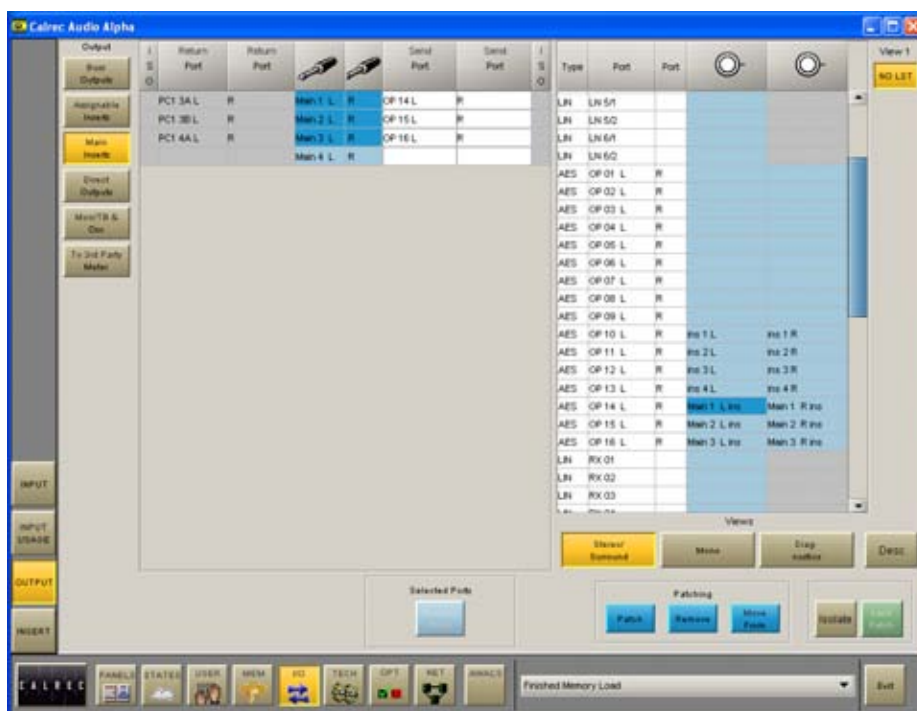 Calrec Audio Alpha
Output
Buss Outputs
Assignable Inserts
Main Inserts
Direct Outputs
Mon/TB & Osc
To 3rd Party Meter
INPUT
INPUT USAGE
OUTPUT
INSERT
I S O Return Port Return Port Send Port Send Port I S O
PC1 3A L R Main 1 L R OP 14 L R
PC1 3B L R Main 2 L R OP 15 L R
PC1 4A L R Main 3 L R OP 16 L R
Main 4 L R
Type Port Port
LIN LN 5/1
LIN LN 5/2
LIN LN 6/1
LIN LN 6/2
AES OP 01 L R
AES OP 02 L R
AES OP 03 L R
AES OP 04 L R
AES OP 05 L R
AES OP 06 L R
AES OP 07 L R
AES OP 08 L R
AES OP 09 L R
AES OP 10 L R Ins 1 L Ins 1 R
AES OP 11 L R Ins 2 L Ins 2 R
AES OP 12 L R Ins 3 L Ins 3 R
AES OP 13 L R Ins 4 L Ins 4 R
AES OP 14 L R Main 1 L Ins Main 1 R Ins
AES OP 15 L R Main 2 L Ins Main 2 R Ins
AES OP 16 L R Main 3 L Ins Main 3 R Ins
LIN RX 01
LIN RX 02
LIN RX 03
View 1
NO LST
Views
Stereo/ Surround
Mono
Diag- nostics
Desc
Selected Ports
Patching
Patch
Remove
Move From
Isolate
CALREC
PANELS
STATES
USER
MEM
I/O
TECH
OPT
NET
AWACS
Finished Memory Load
Exit